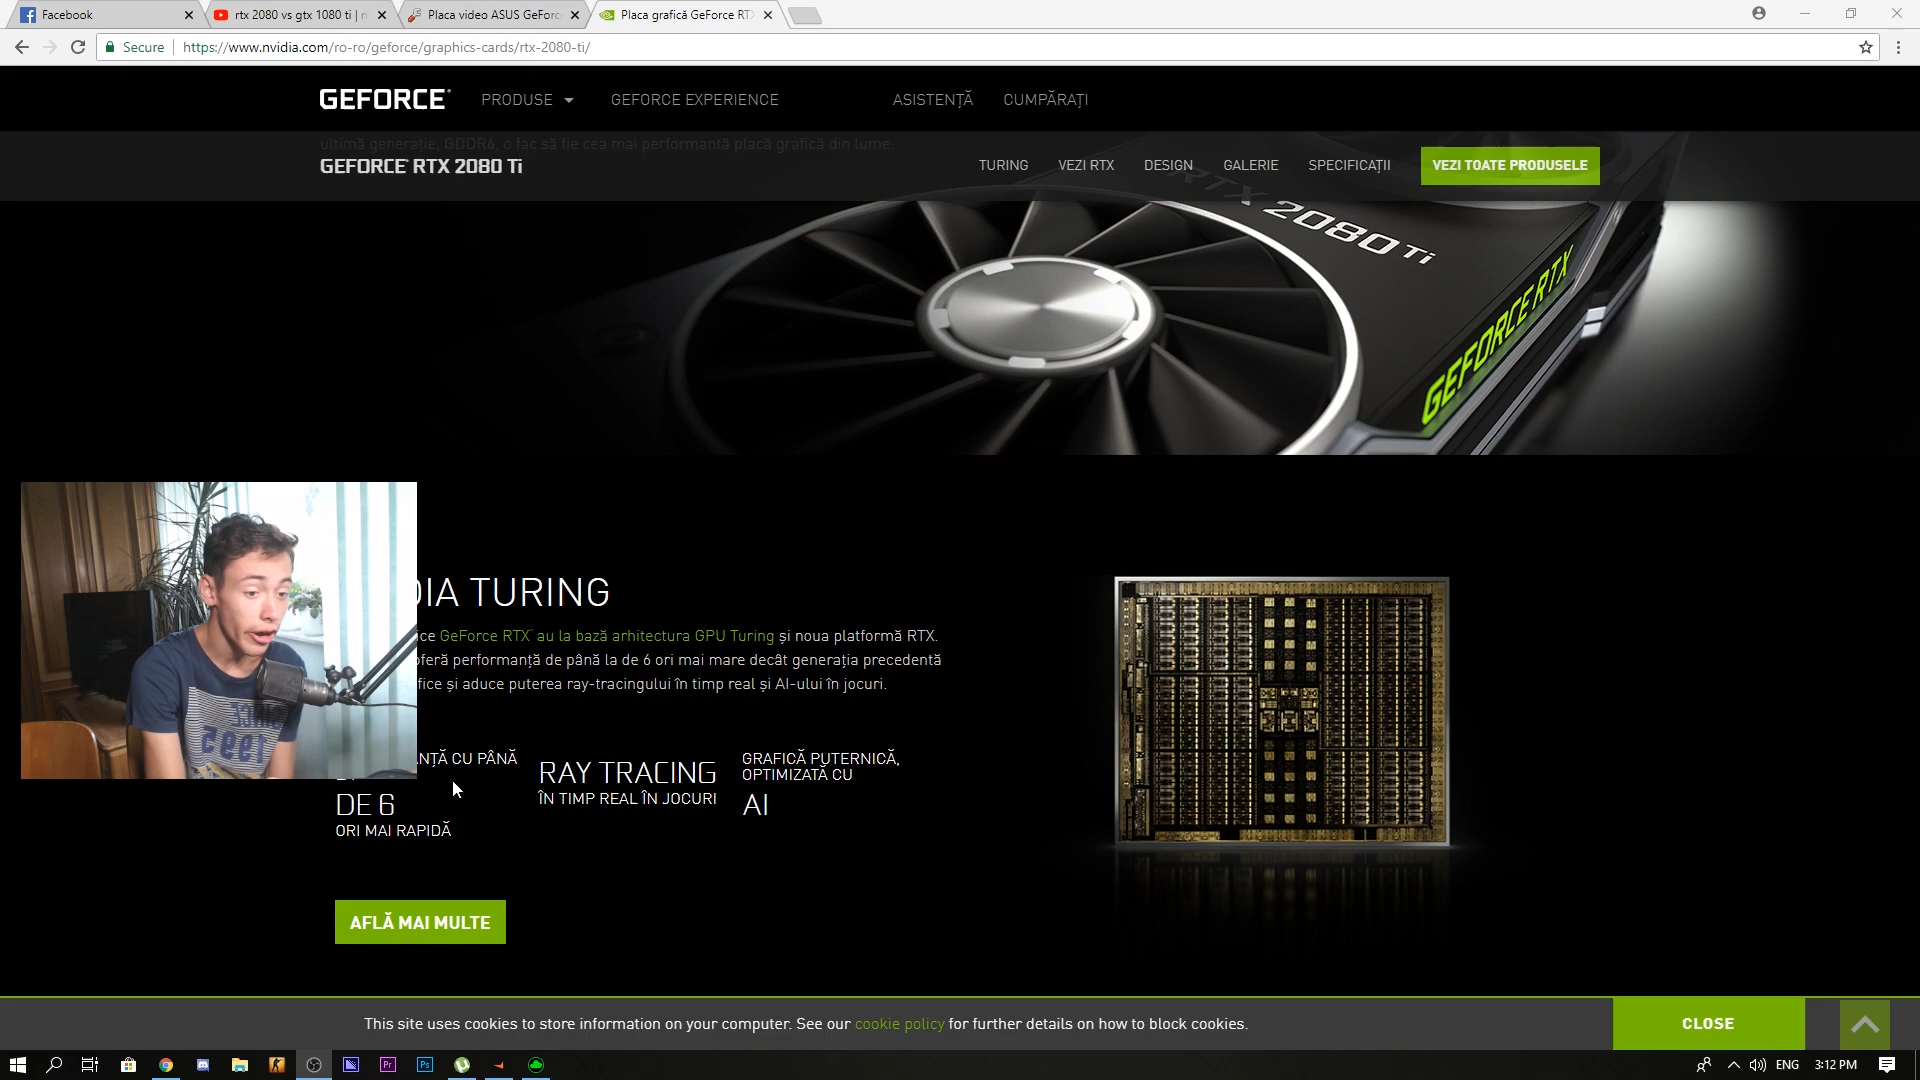 Facebook
rtx 2080 vs gtx 1080 ti | n
Placa video ASUS GeForc
Placa grafică GeForce RTX
Secure
https://www.nvidia.com/ro-ro/geforce/graphics-cards/rtx-2080-ti/
GEFORCE
PRODUSE
GEFORCE EXPERIENCE
ASISTENȚĂ
CUMPĂRAȚI
ultimă generație, GDDR6, o fac să fie cea mai performantă placă grafică din lume.
GEFORCE® RTX 2080 Ti
TURING
VEZI RTX
DESIGN
GALERIE
SPECIFICAȚII
VEZI TOATE PRODUSELE
RTX 2080 Ti
GEFORCE RTX
DIA TURING
ice GeForce RTX™ au la bază arhitectura GPU Turing și noua platformă RTX.
oferă performanță de până la de 6 ori mai mare decât generația precedentă
fice și aduce puterea ray-tracingului în timp real și AI-ului în jocuri.
NȚĂ CU PÂNĂ
DE 6
ORI MAI RAPIDĂ
RAY TRACING
ÎN TIMP REAL ÎN JOCURI
GRAFICĂ PUTERNICĂ,
OPTIMIZATĂ CU
AI
AFLĂ MAI MULTE
This site uses cookies to store information on your computer. See our cookie policy for further details on how to block cookies.
CLOSE
Pr
Ps
ENG
3:12 PM